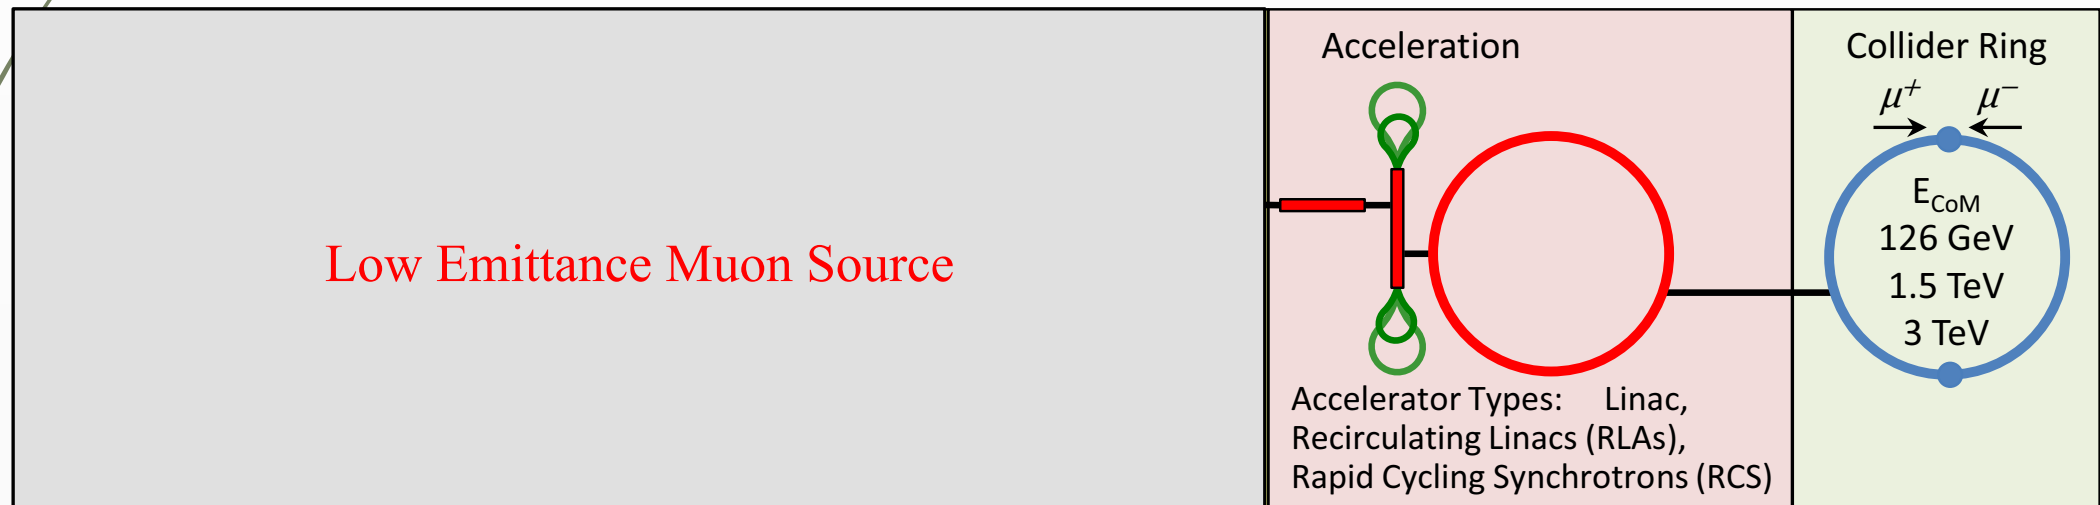 Low Emittance Muon Source
Acceleration
Accelerator Types: Linac,
Recirculating Linacs (RLAs),
Rapid Cycling Synchrotrons (RCS)
Collider Ring
μ⁺ μ⁻
E_CoM
126 GeV
1.5 TeV
3 TeV